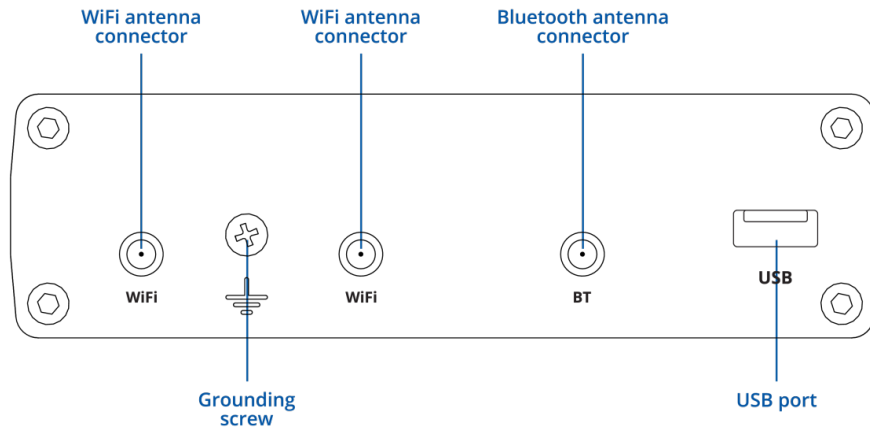 WiFi antenna
connector
WiFi antenna
connector
Bluetooth antenna
connector
WiFi
WiFi
BT
USB
Grounding
screw
USB port